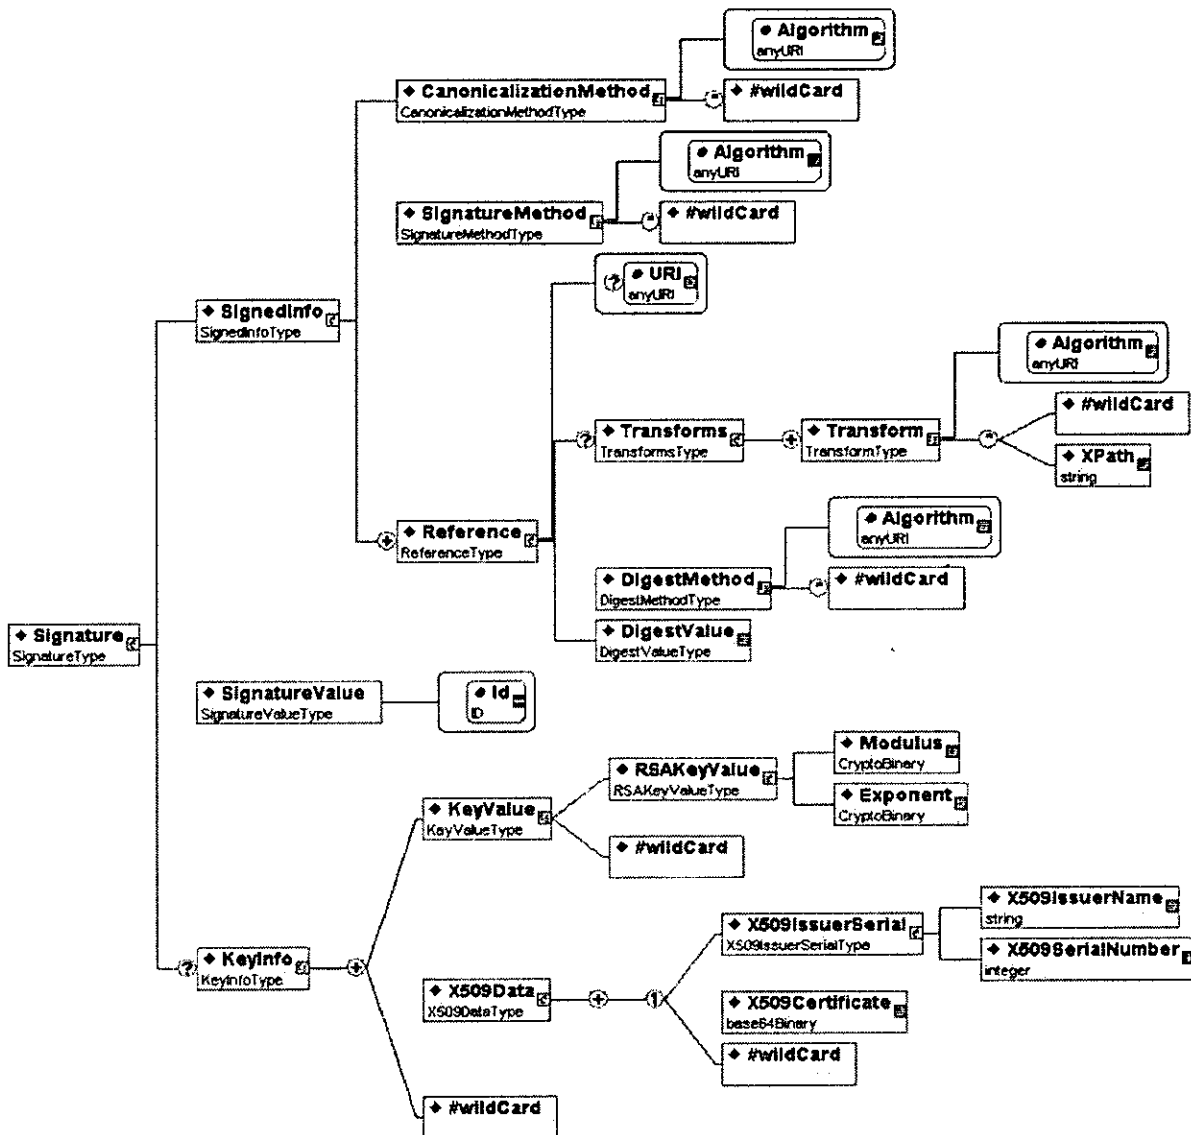 Algorithm
anyURI
CanonicalizationMethod
CanonicalizationMethodType
#wildCard
Algorithm
anyURI
SignatureMethod
SignatureMethodType
#wildCard
URI
anyURI
SignedInfo
SignedInfoType
Algorithm
anyURI
#wildCard
Transforms
TransformsType
Transform
TransformType
XPath
string
Algorithm
anyURI
Reference
ReferenceType
DigestMethod
DigestMethodType
#wildCard
DigestValue
DigestValueType
Signature
SignatureType
SignatureValue
SignatureValueType
Id
ID
Modulus
CryptoBinary
RSAKeyValue
RSAKeyValueType
Exponent
CryptoBinary
KeyValue
KeyValueType
#wildCard
X509IssuerName
string
X509IssuerSerial
X509IssuerSerialType
X509SerialNumber
integer
KeyInfo
KeyInfoType
X509Data
X509DataType
X509Certificate
base64Binary
#wildCard
#wildCard